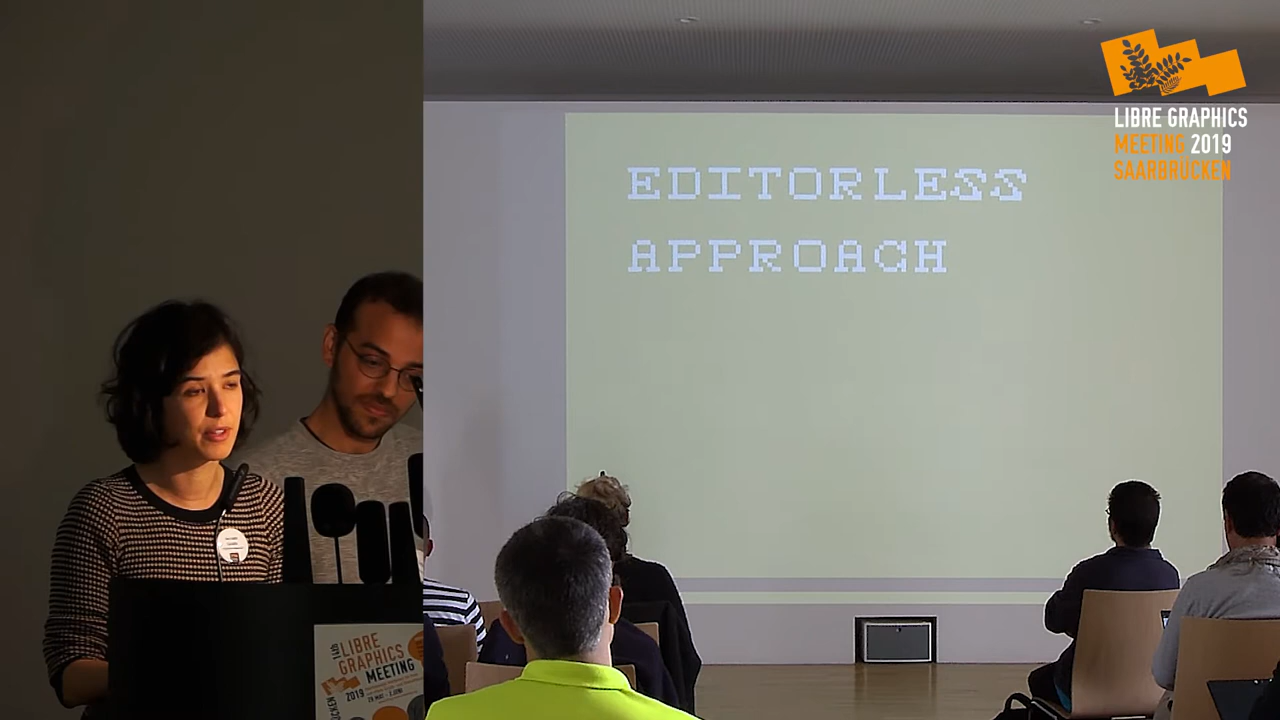 EDITORLESS
APPROACH
LIBRE GRAPHICS
MEETING 2019
SAARBRÜCKEN
LIBRE
GRAPHICS
MEETING
2019